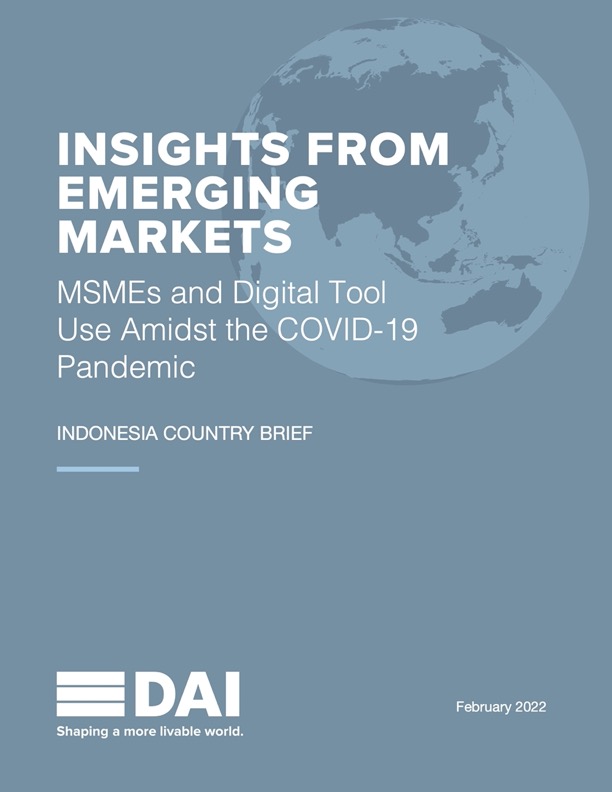 INSIGHTS FROM
EMERGING
MARKETS
MSMEs and Digital Tool
Use Amidst the COVID-19
Pandemic
INDONESIA COUNTRY BRIEF
DAI
Shaping a more livable world.
February 2022